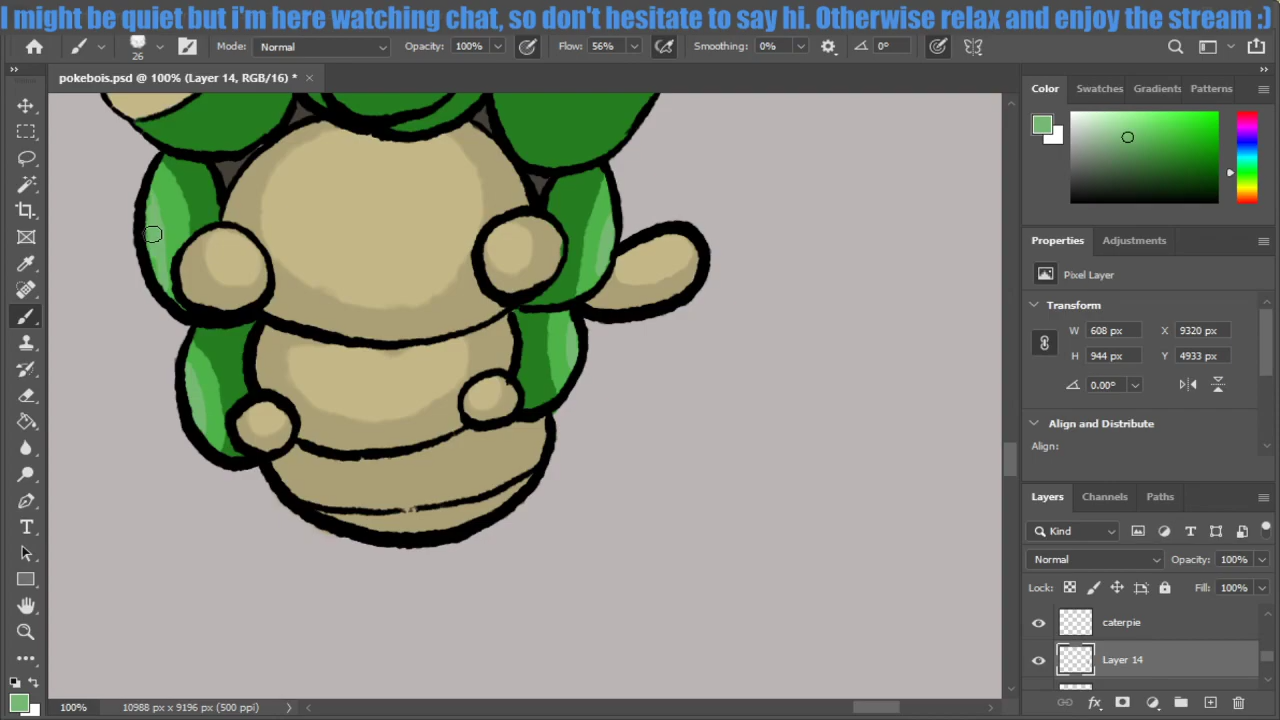 I might be quiet but i'm here watching chat, so don't hesitate to say hi. Otherwise relax and enjoy the stream :)
26 Mode: Normal Opacity: 100% Flow: 56% Smoothing: 0% 0°
pokebois.psd @ 100% (Layer 14, RGB/16) *
Color Swatches Gradients Patterns
Properties Adjustments
Pixel Layer
Transform
W 608 px X 9320 px
H 944 px Y 4933 px
0.00°
Align and Distribute
Align:
Layers Channels Paths
Kind
Normal Opacity: 100%
Lock: Fill: 100%
caterpie
Layer 14
100% 10988 px x 9196 px (500 ppi)